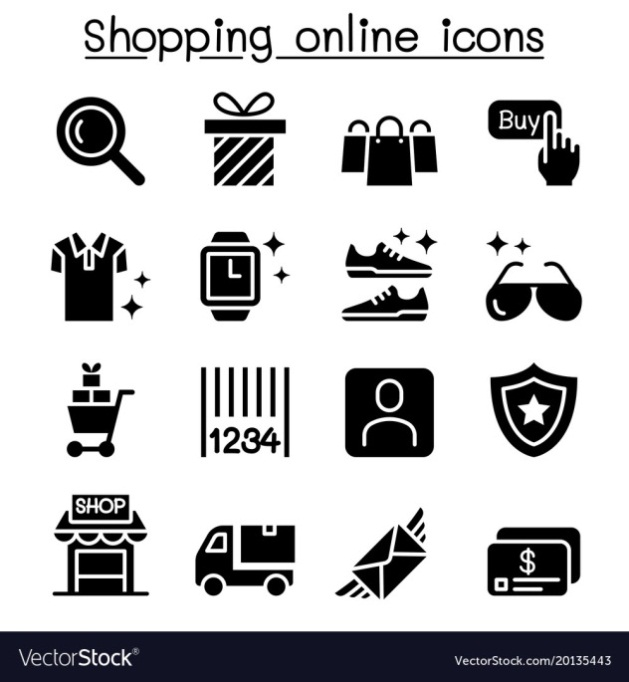 Shopping online icons
Buy
1234
SHOP
$
VectorStock®
VectorStock.com/20135443